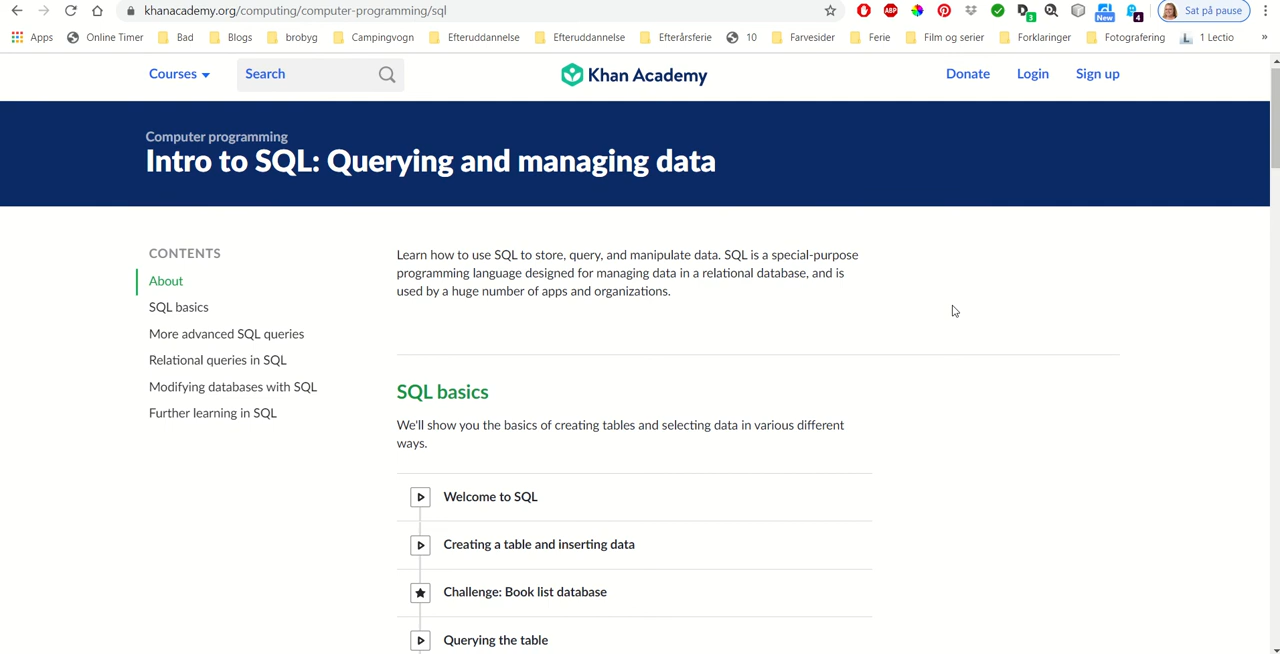 khanacademy.org/computing/computer-programming/sql
ABP
3
New
4
Sat på pause
Apps
Online Timer
Bad
Blogs
brobyg
Campingvogn
Efteruddannelse
Efteruddannelse
Efterårsferie
10
Farvesider
Ferie
Film og serier
Forklaringer
Fotografering
1 Lectio
»
Courses
Search
Khan Academy
Donate
Login
Sign up
Computer programming
Intro to SQL: Querying and managing data
CONTENTS
About
SQL basics
More advanced SQL queries
Relational queries in SQL
Modifying databases with SQL
Further learning in SQL
Learn how to use SQL to store, query, and manipulate data. SQL is a special-purpose
programming language designed for managing data in a relational database, and is
used by a huge number of apps and organizations.
SQL basics
We'll show you the basics of creating tables and selecting data in various different
ways.
Welcome to SQL
Creating a table and inserting data
Challenge: Book list database
Querying the table